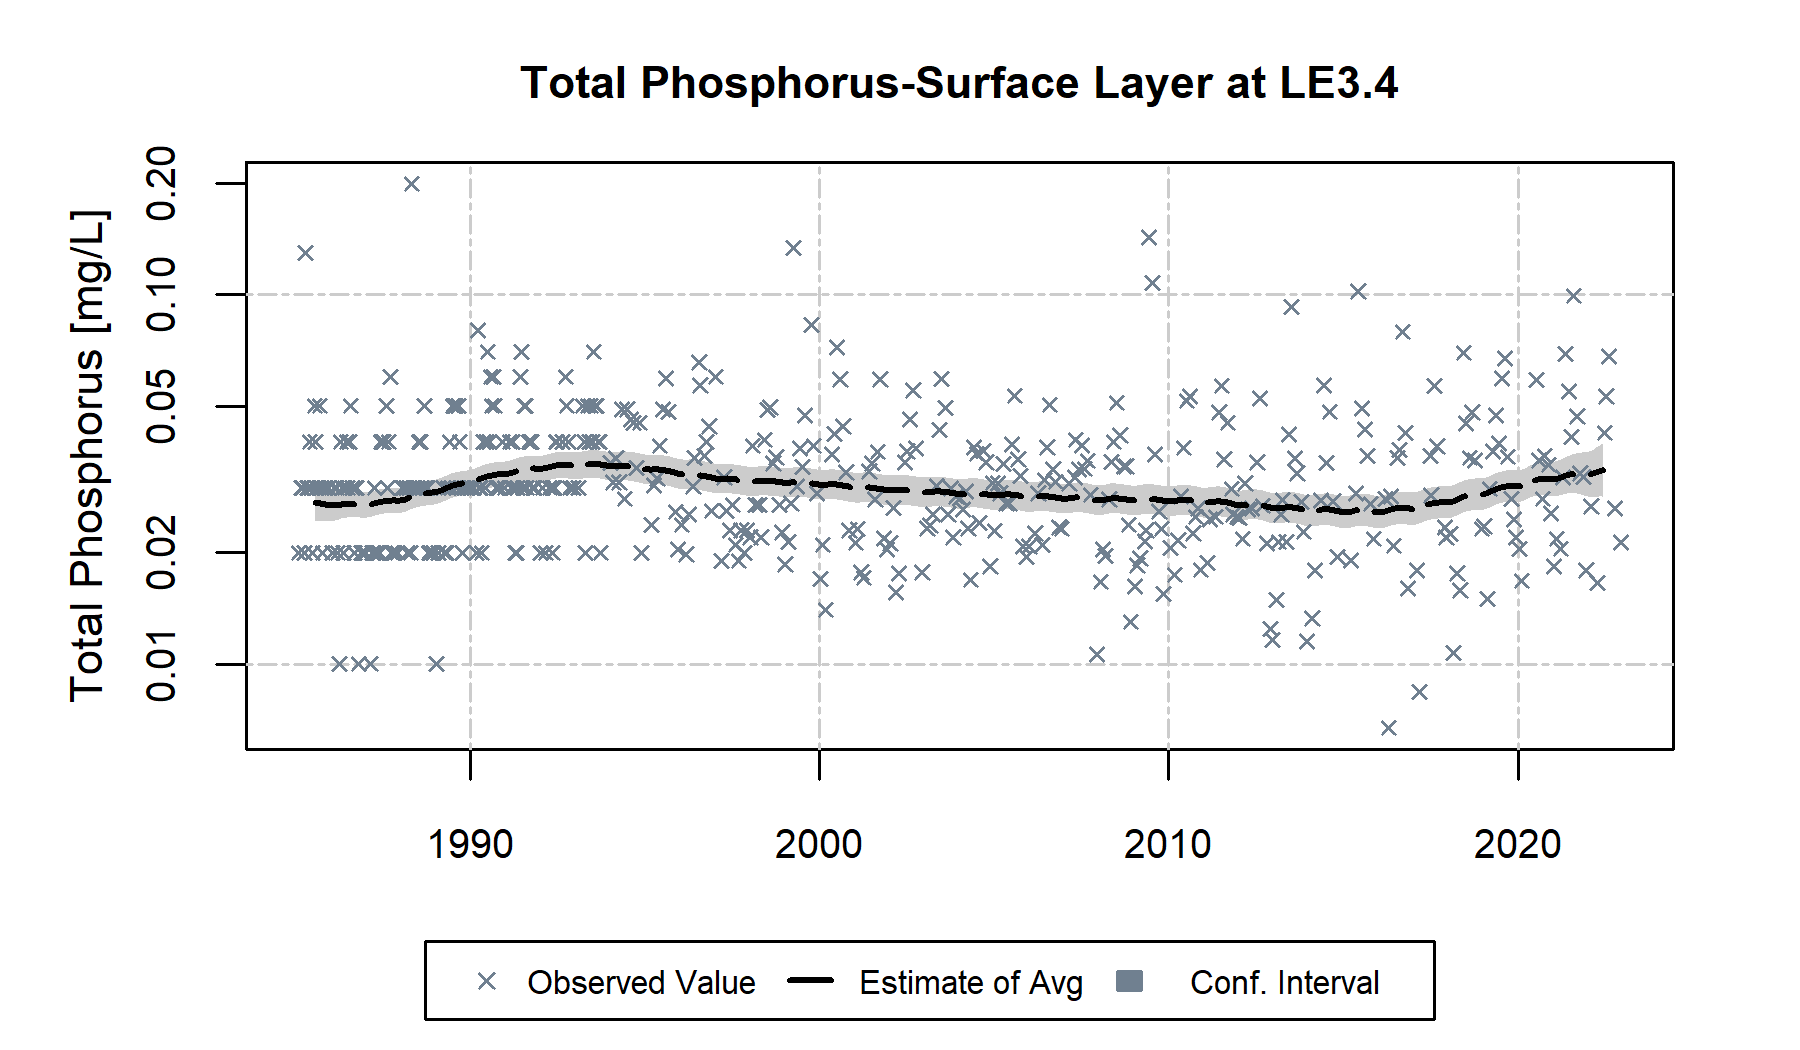 Total Phosphorus-Surface Layer at LE3.4
Total Phosphorus [mg/L]
0.20
0.10
0.05
0.02
0.01
1990 2000 2010 2020
Observed Value Estimate of Avg Conf. Interval